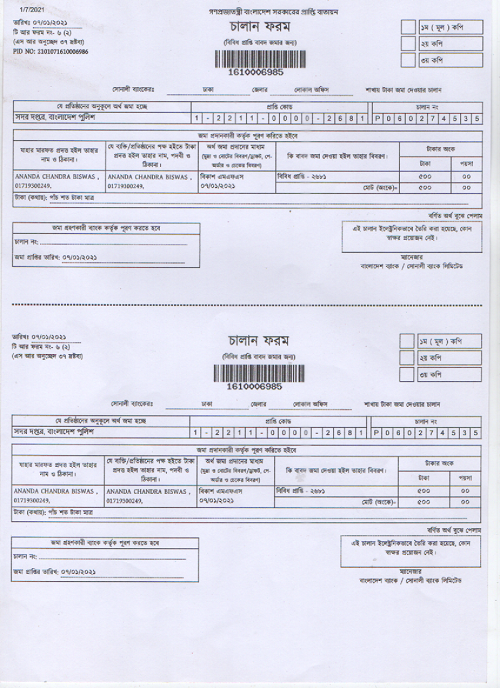 1/7/2021
গণপ্রজাতন্ত্রী বাংলাদেশ সরকারের প্রাপ্তি বাতায়ন
তারিখ: ০৭/০১/২০২১
টি আর ফরম নং- ৬ (২)
(এস আর অনুচ্ছেদ ৩৭ দ্রষ্টব্য)
PID NO: 2101071610006986
চালান ফরম
(বিবিধ প্রাপ্তি বাবদ জমার জন্য)
1610006985
১ম ( মূল ) কপি
২য় কপি
৩য় কপি
সোনালী ব্যাংকের: ঢাকা জেলার লোকাল অফিস শাখায় টাকা জমা দেওয়ার চালান
যে প্রতিষ্ঠানের অনুকূলে অর্থ জমা হচ্ছে প্রাপ্তি কোড চালান নং
সদর দপ্তর, বাংলাদেশ পুলিশ 1 - 2 2 1 1 - 0 0 0 0 - 2 6 8 1 P 0 6 0 2 7 4 5 3 5
জমা প্রদানকারী কর্তৃক পূরণ করিতে হইবে
যাহার মারফত প্রদত্ত হইল তাহার নাম ও ঠিকানা।
যে ব্যক্তি/প্রতিষ্ঠানের পক্ষ হইতে টাকা প্রদত্ত হইল তাহার নাম, পদবী ও ঠিকানা।
অর্থ জমা প্রদানের মাধ্যম (মুদ্রা ও নোটের বিবরণ/ড্রাফট, পে-অর্ডার ও চেকের বিবরণ)
কি বাবদ জমা দেওয়া হইল তাহার বিবরণ।
টাকার অংক
টাকা পয়সা
ANANDA CHANDRA BISWAS , 01719300249,
ANANDA CHANDRA BISWAS , 01719300249,
বিকাশ এমএফএস ০৭/০১/২০২১
বিবিধ প্রাপ্তি - ২৬৮১ ৫০০ ০০
মোট (অংকে)- ৫০০ ০০
টাকা (কথায়): পাঁচ শত টাকা মাত্র
বর্ণিত অর্থ বুঝে পেলাম
জমা গ্রহণকারী ব্যাংক কর্তৃক পূরণ করতে হবে
চালান নং:
জমা প্রাপ্তির তারিখ: ০৭/০১/২০২১
এই চালান ইলেক্ট্রনিকভাবে তৈরি করা হয়েছে, কোন স্বাক্ষর প্রয়োজন নেই।
ম্যানেজার
বাংলাদেশ ব্যাংক / সোনালী ব্যাংক লিমিটেড
তারিখ: ০৭/০১/২০২১
টি আর ফরম নং- ৬ (২)
(এস আর অনুচ্ছেদ ৩৭ দ্রষ্টব্য)
চালান ফরম
(বিবিধ প্রাপ্তি বাবদ জমার জন্য)
1610006985
১ম ( মূল ) কপি
২য় কপি
৩য় কপি
সোনালী ব্যাংকের: ঢাকা জেলার লোকাল অফিস শাখায় টাকা জমা দেওয়ার চালান
যে প্রতিষ্ঠানের অনুকূলে অর্থ জমা হচ্ছে প্রাপ্তি কোড চালান নং
সদর দপ্তর, বাংলাদেশ পুলিশ 1 - 2 2 1 1 - 0 0 0 0 - 2 6 8 1 P 0 6 0 2 7 4 5 3 5
জমা প্রদানকারী কর্তৃক পূরণ করিতে হইবে
যাহার মারফত প্রদত্ত হইল তাহার নাম ও ঠিকানা।
যে ব্যক্তি/প্রতিষ্ঠানের পক্ষ হইতে টাকা প্রদত্ত হইল তাহার নাম, পদবী ও ঠিকানা।
অর্থ জমা প্রদানের মাধ্যম (মুদ্রা ও নোটের বিবরণ/ড্রাফট, পে-অর্ডার ও চেকের বিবরণ)
কি বাবদ জমা দেওয়া হইল তাহার বিবরণ।
টাকার অংক
টাকা পয়সা
ANANDA CHANDRA BISWAS , 01719300249,
ANANDA CHANDRA BISWAS , 01719300249,
বিকাশ এমএফএস ০৭/০১/২০২১
বিবিধ প্রাপ্তি - ২৬৮১ ৫০০ ০০
মোট (অংকে)- ৫০০ ০০
টাকা (কথায়): পাঁচ শত টাকা মাত্র
বর্ণিত অর্থ বুঝে পেলাম
জমা গ্রহণকারী ব্যাংক কর্তৃক পূরণ করতে হবে
চালান নং:
জমা প্রাপ্তির তারিখ: ০৭/০১/২০২১
এই চালান ইলেক্ট্রনিকভাবে তৈরি করা হয়েছে, কোন স্বাক্ষর প্রয়োজন নেই।
ম্যানেজার
বাংলাদেশ ব্যাংক / সোনালী ব্যাংক লিমিটেড